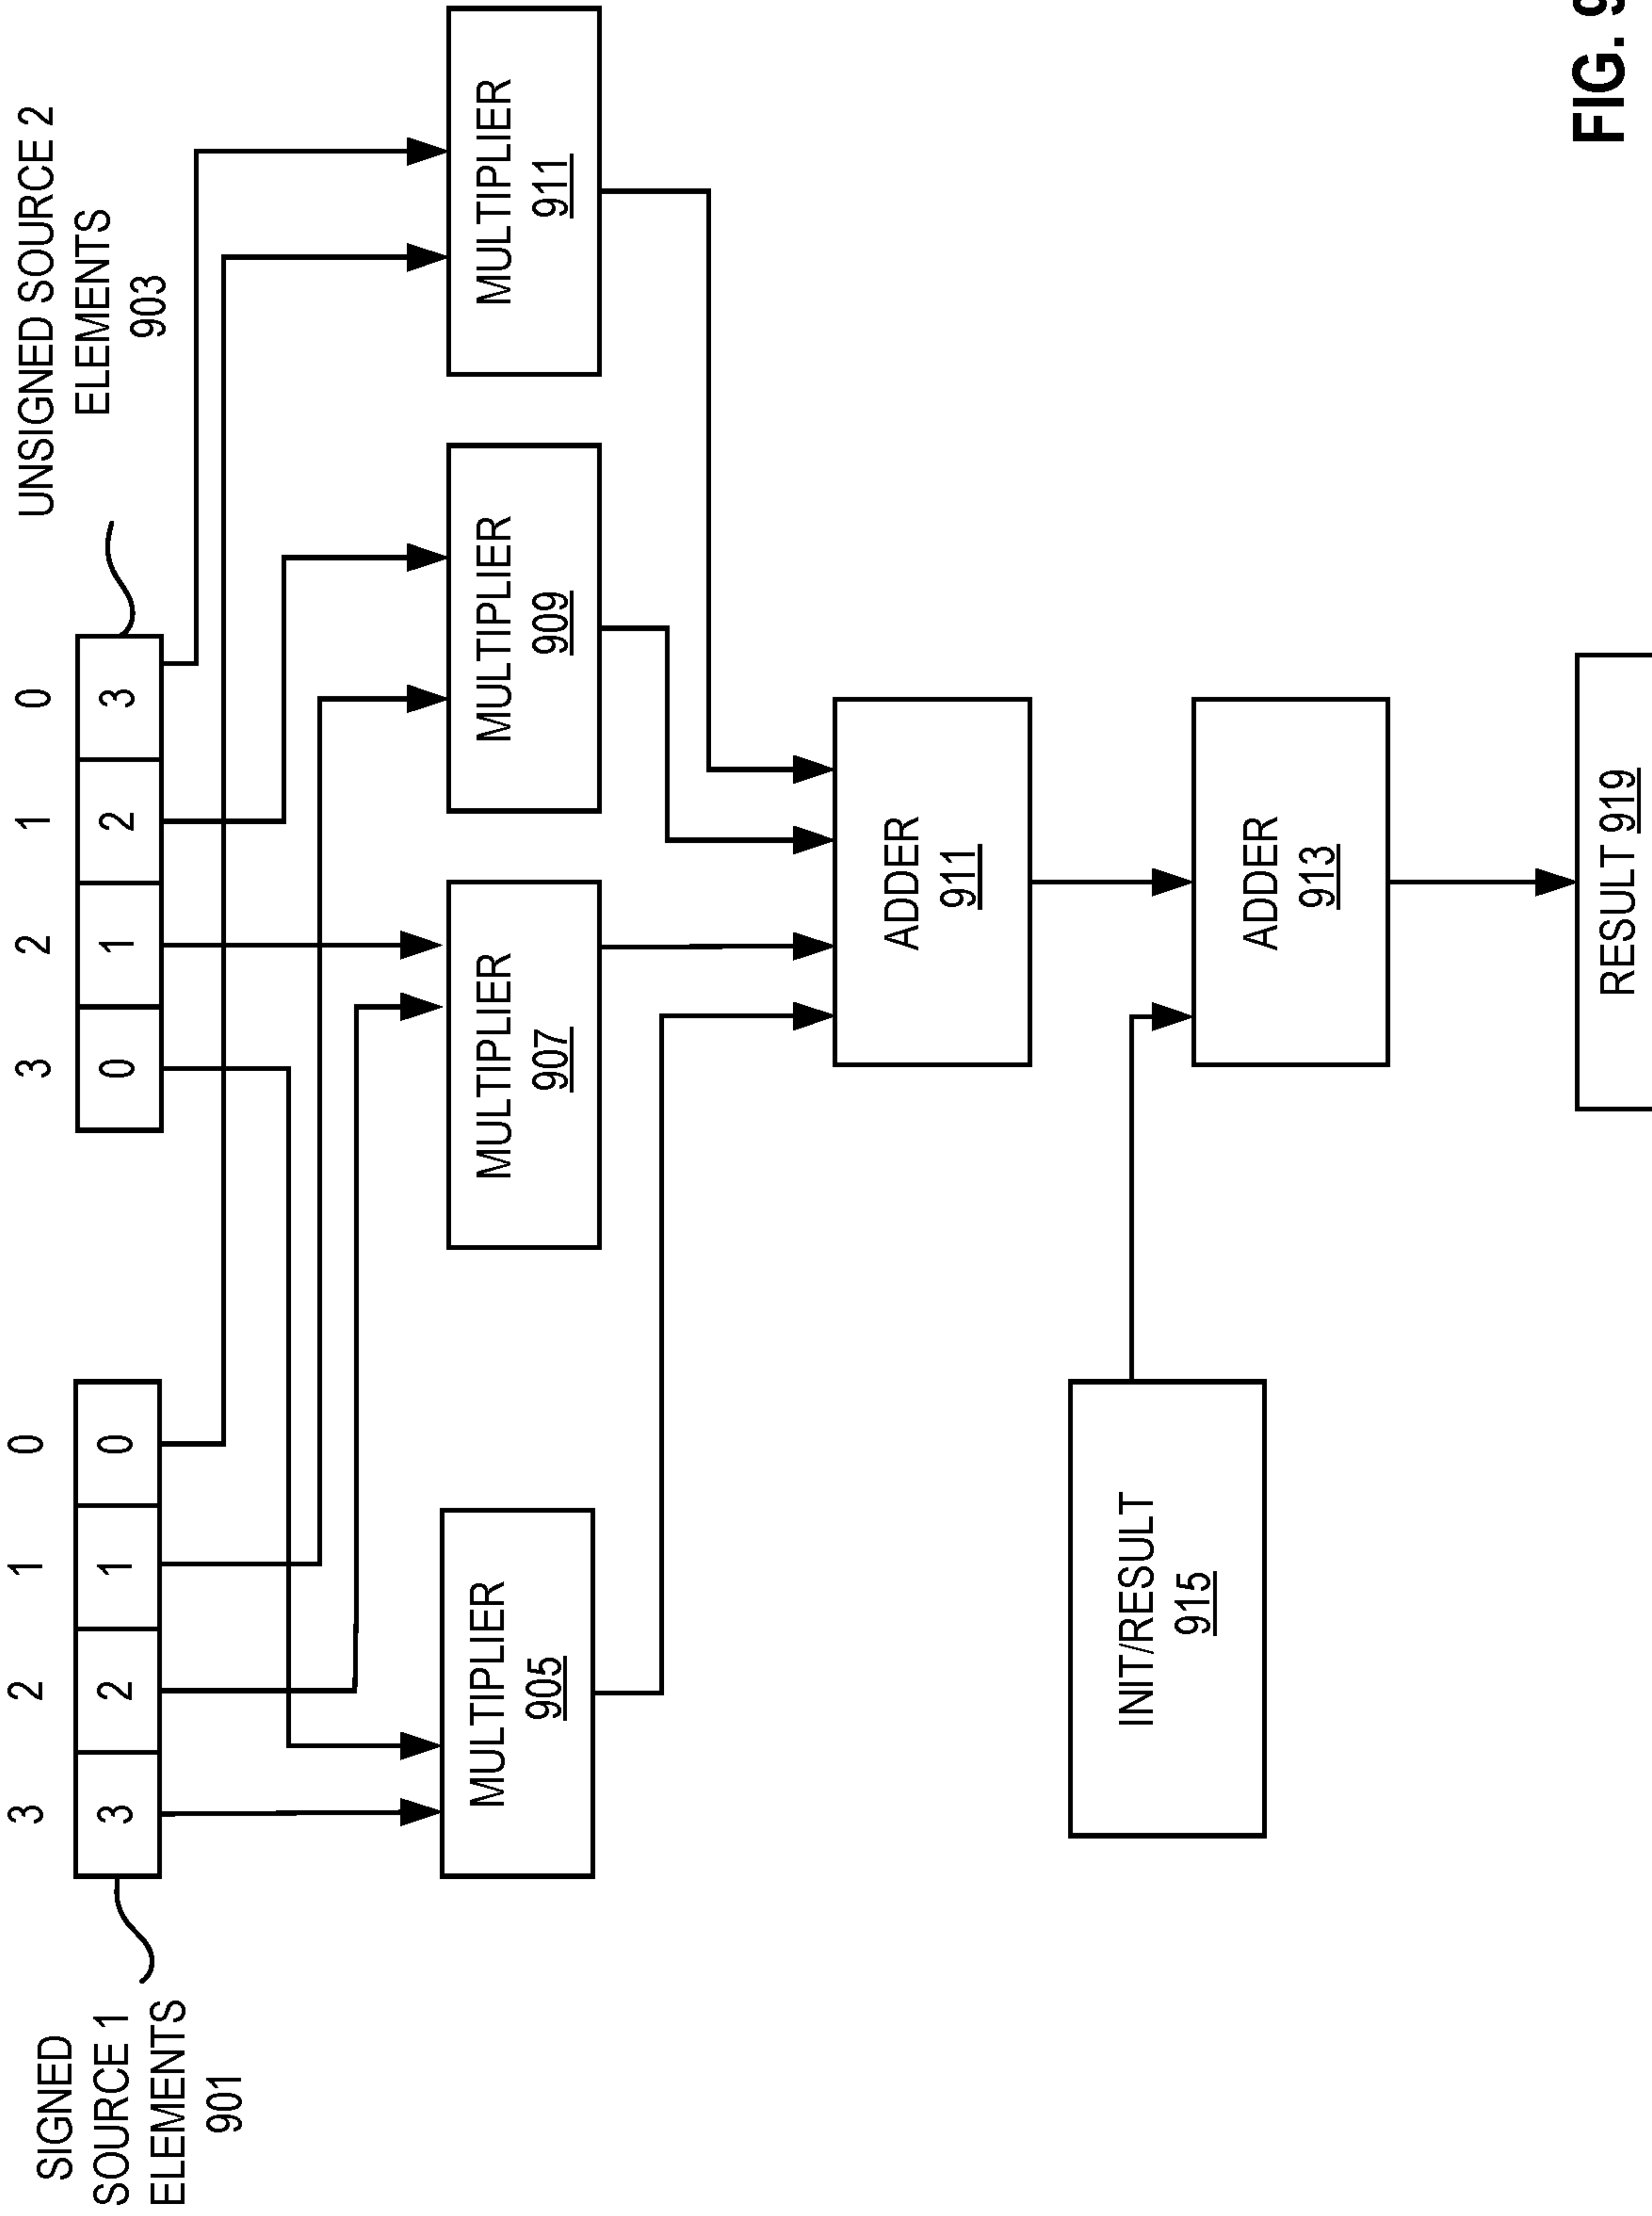 SIGNED
SOURCE 1
ELEMENTS
901
3 2 1 0
3 2 1 0
3 2 1 0
0 1 2 3
UNSIGNED SOURCE 2
ELEMENTS
903
MULTIPLIER
905
MULTIPLIER
907
MULTIPLIER
909
MULTIPLIER
911
ADDER
911
INIT/RESULT
915
ADDER
913
RESULT 919
FIG. 9